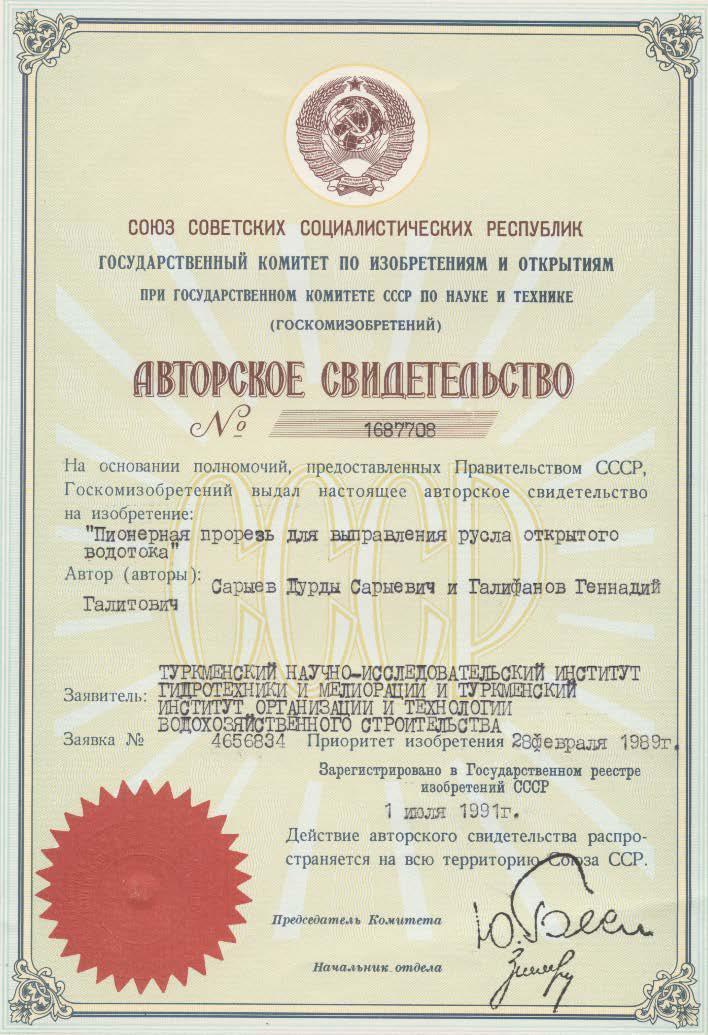 СОЮЗ СОВЕТСКИХ СОЦИАЛИСТИЧЕСКИХ РЕСПУБЛИК
ГОСУДАРСТВЕННЫЙ КОМИТЕТ ПО ИЗОБРЕТЕНИЯМ И ОТКРЫТИЯМ
ПРИ ГОСУДАРСТВЕННОМ КОМИТЕТЕ СССР ПО НАУКЕ И ТЕХНИКЕ
(ГОСКОМИЗОБРЕТЕНИЙ)
АВТОРСКОЕ СВИДЕТЕЛЬСТВО
№ 1687708
На основании полномочий, предоставленных Правительством СССР,
Госкомизобретений выдал настоящее авторское свидетельство
на изобретение:
"Пионерная прорезь для выправления русла открытого
водотока"
Автор (авторы): Сарыев Дурды Сарыевич и Галифанов Геннадий
Галитович
ТУРКМЕНСКИЙ НАУЧНО-ИССЛЕДОВАТЕЛЬСКИЙ ИНСТИТУТ
Заявитель: ГИДРОТЕХНИКИ И МЕЛИОРАЦИИ И ТУРКМЕНСКИЙ
ИНСТИТУТ ОРГАНИЗАЦИИ И ТЕХНОЛОГИИ
ВОДОХОЗЯЙСТВЕННОГО СТРОИТЕЛЬСТВА
Заявка № 4656834 Приоритет изобретения 28февраля 1989г.
Зарегистрировано в Государственном реестре
изобретений СССР
1 июля 1991г.
Действие авторского свидетельства распро-
страняется на всю территорию Союза ССР.
Председатель Комитета
Начальник отдела
СССР